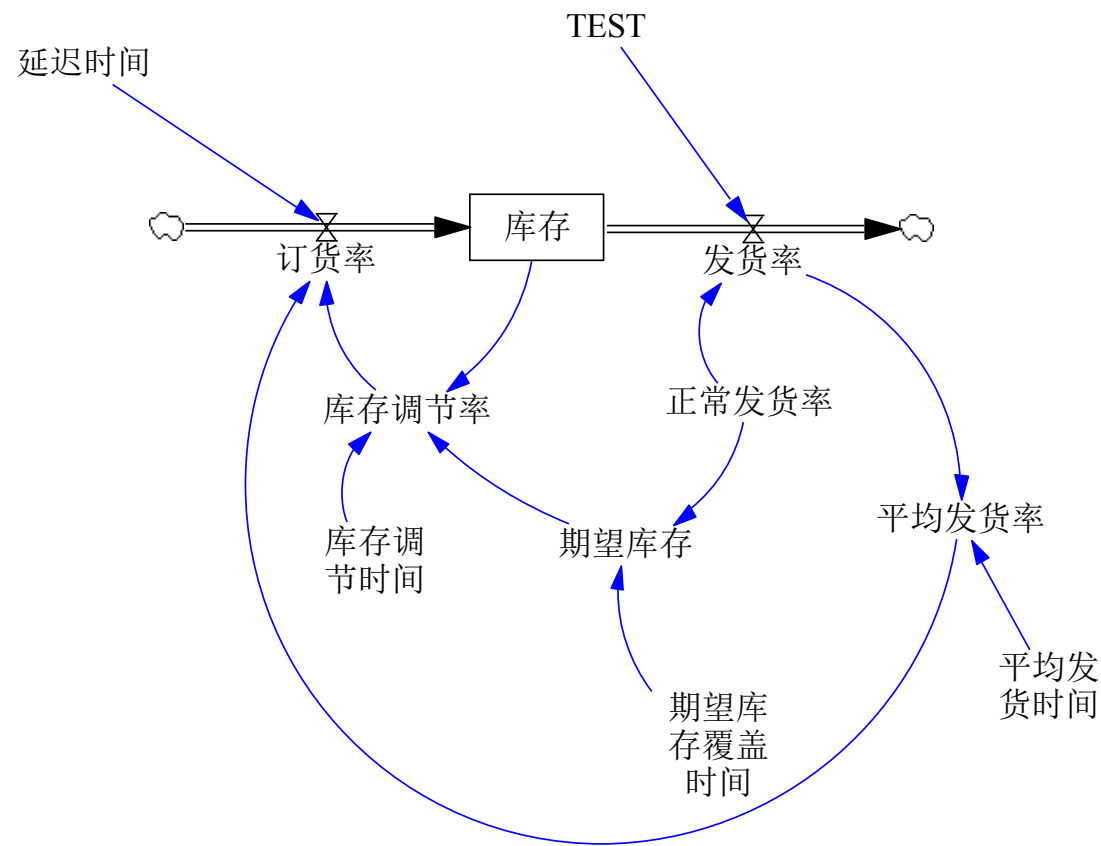 TEST
延迟时间
库存
订货率
发货率
正常发货率
库存调节率
平均发货率
库存调
节时间
期望库存
平均发
货时间
期望库
存覆盖
时间